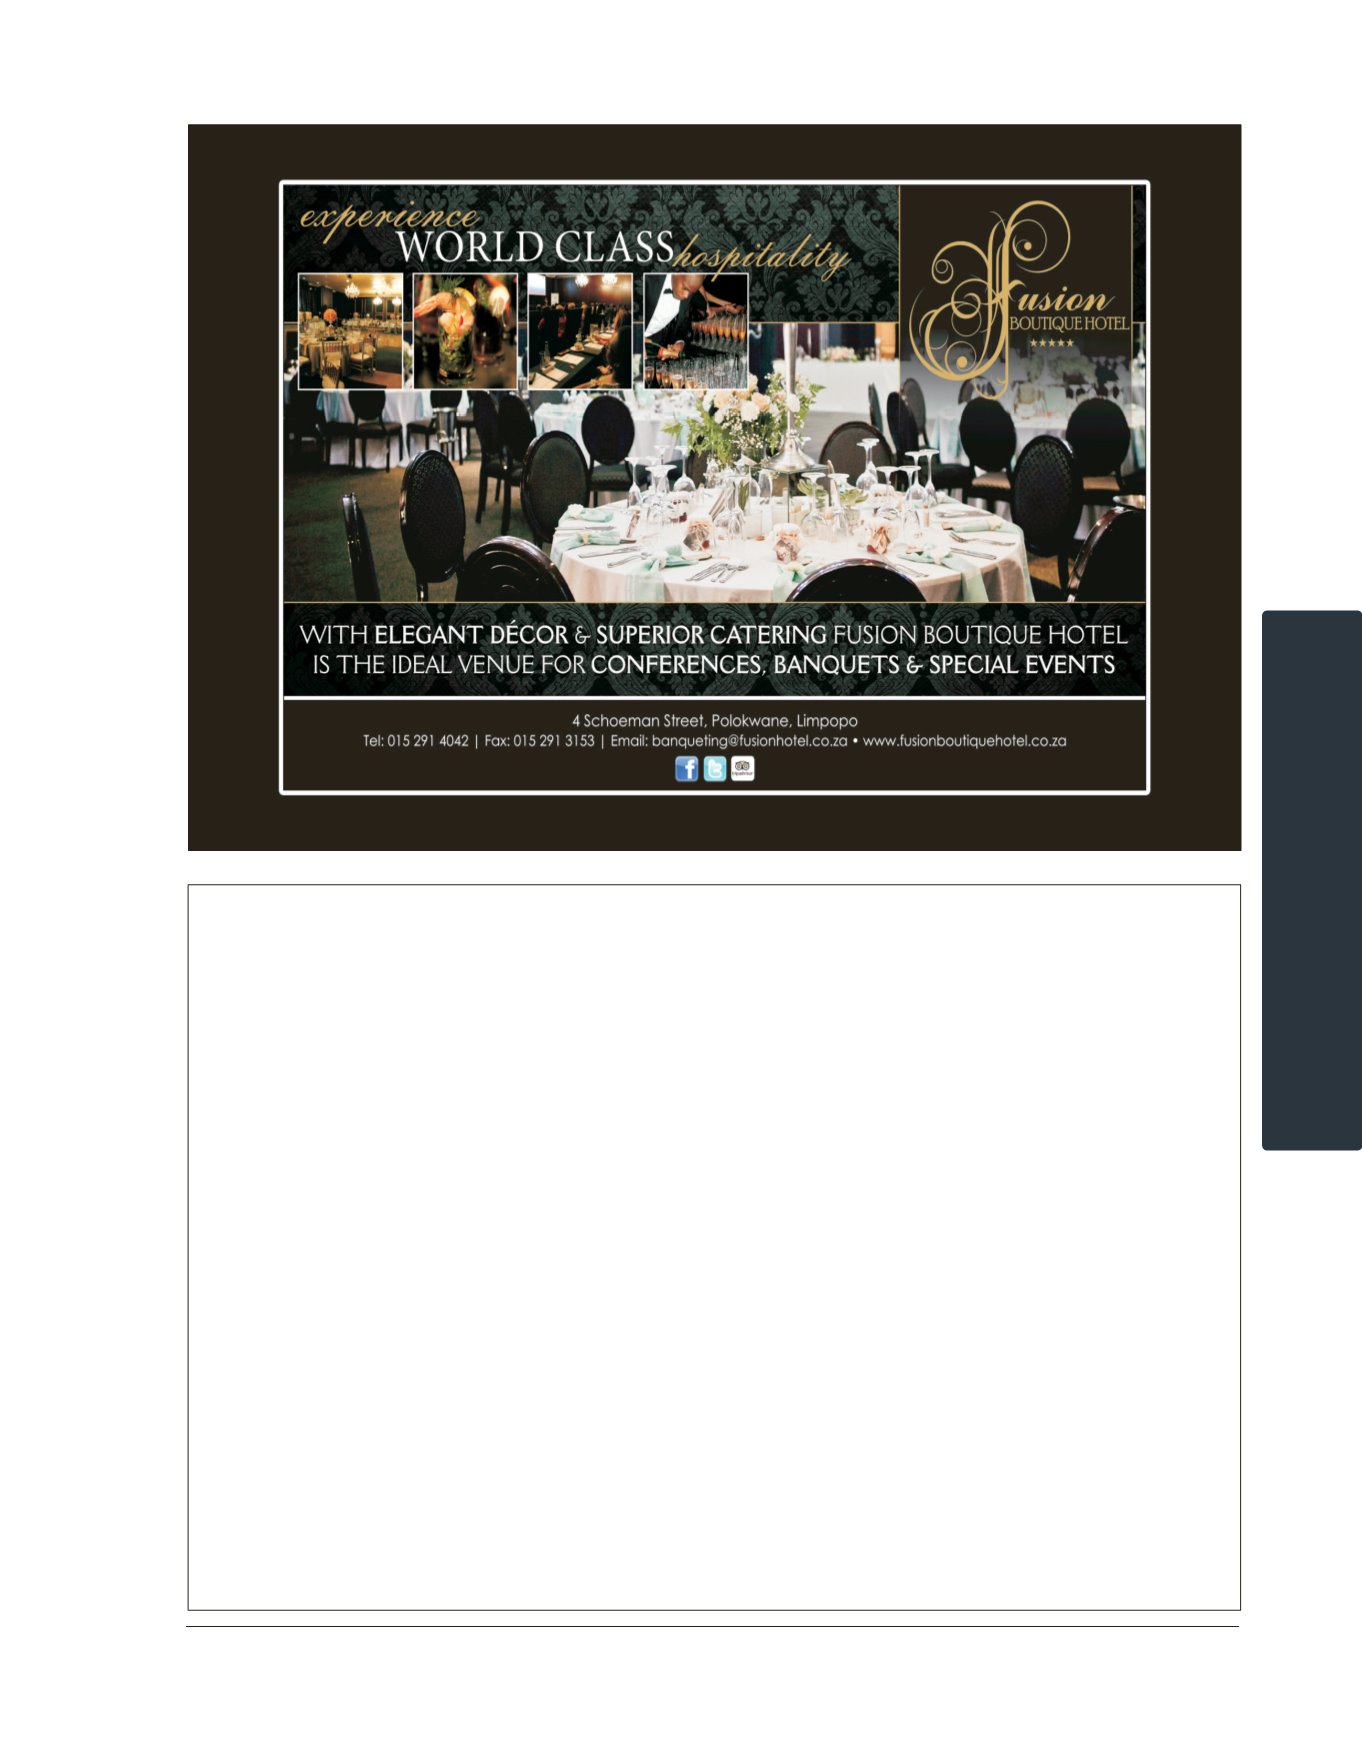 experience
WORLD CLASS hospitality
fusion
BOUTIQUE HOTEL
WITH ELEGANT DÉCOR & SUPERIOR CATERING FUSION BOUTIQUE HOTEL
IS THE IDEAL VENUE FOR CONFERENCES, BANQUETS & SPECIAL EVENTS
4 Schoeman Street, Polokwane, Limpopo
Tel: 015 291 4042 | Fax: 015 291 3153 | Email: banqueting@fusionhotel.co.za • www.fusionboutiquehotel.co.za